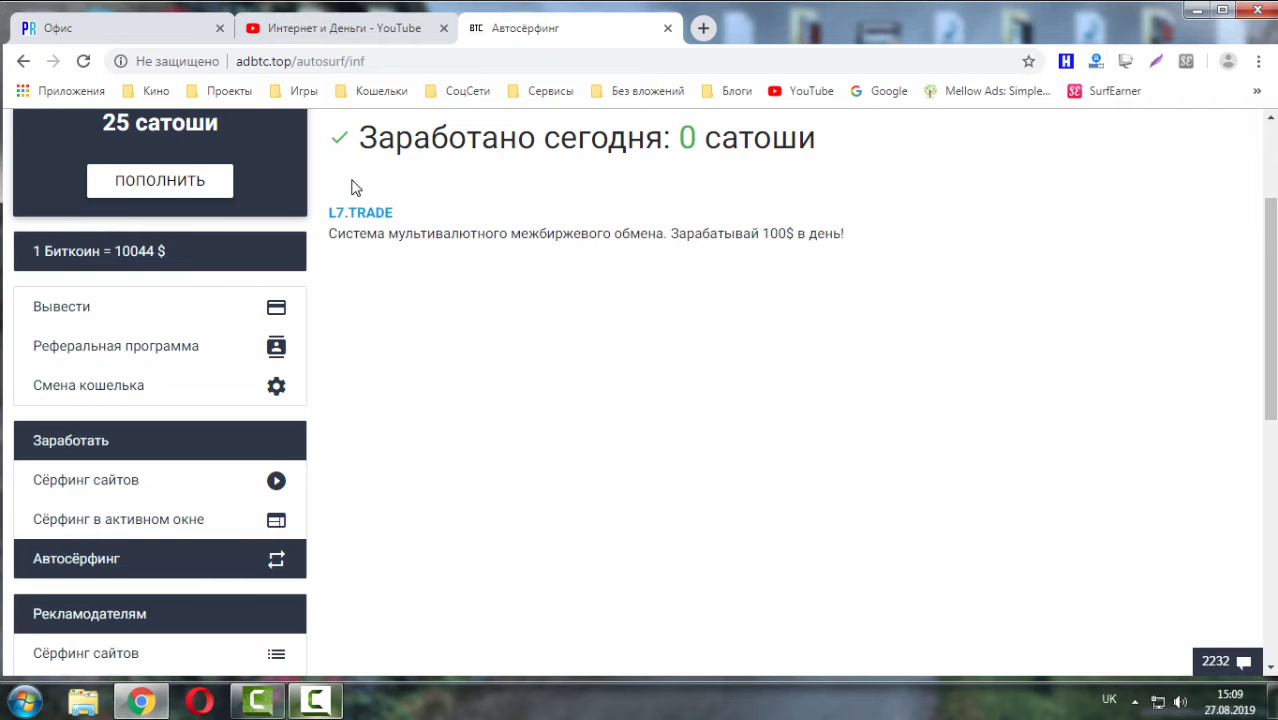 PR Офис
Интернет и Деньги - YouTube
BTC Автосёрфинг
Не защищено
adbtc.top/autosurf/inf
H
SE
Приложения
Кино
Проекты
Игры
Кошельки
СоцСети
Сервисы
Без вложений
Блоги
YouTube
Google
Mellow Ads: Simple...
SE SurfEarner
»
25 сатоши
ПОПОЛНИТЬ
1 Биткоин = 10044 $
Вывести
Реферальная программа
Смена кошелька
Заработать
Сёрфинг сайтов
Сёрфинг в активном окне
Автосёрфинг
Рекламодателям
Сёрфинг сайтов
Заработано сегодня: 0 сатоши
L7.TRADE
Система мультивалютного межбиржевого обмена. Зарабатывай 100$ в день!
2232
UK
15:09
27.08.2019